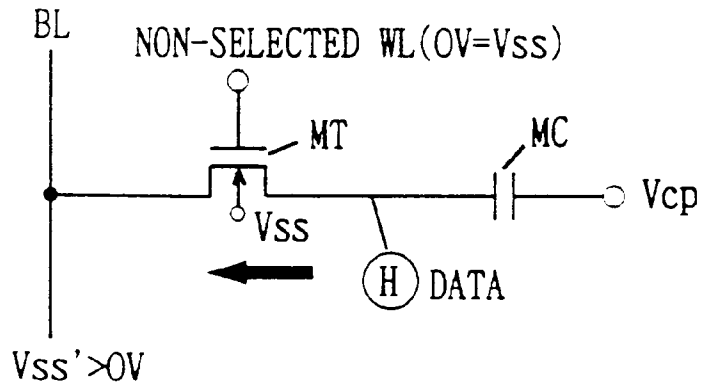 BL
NON-SELECTED WL(0V=Vss)
MT
MC
Vcp
Vss
H DATA
Vss'>0V